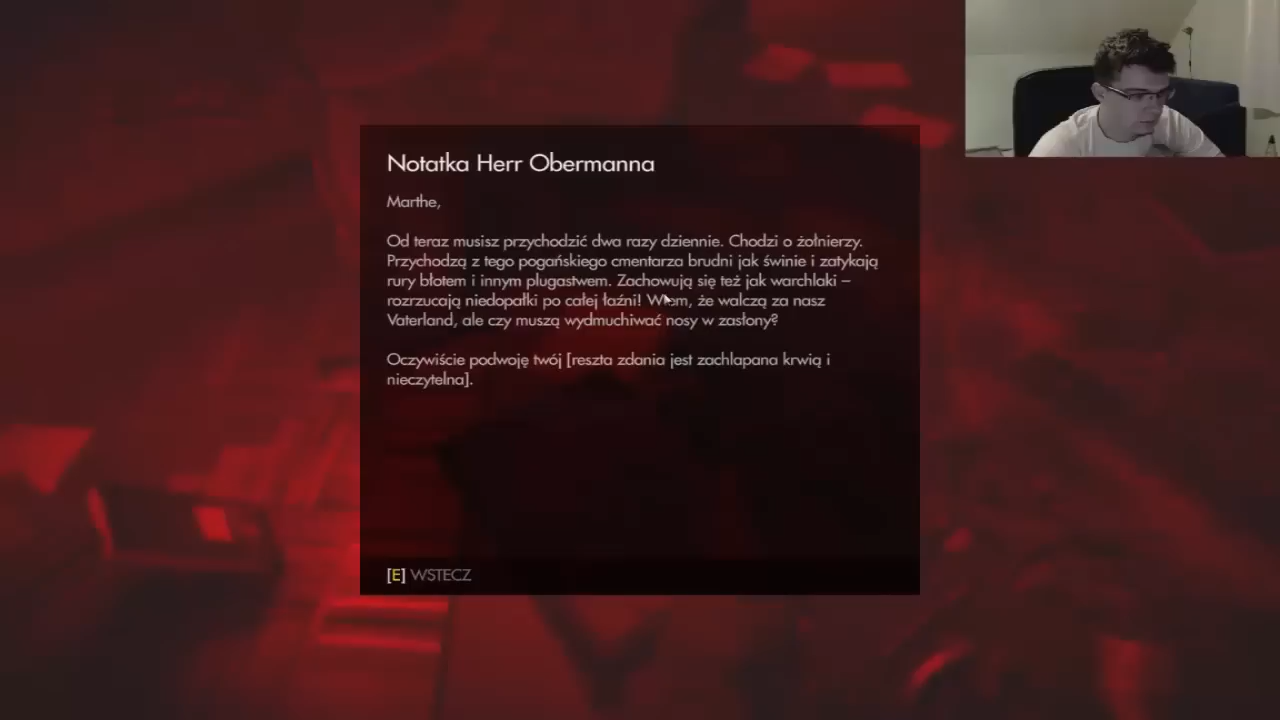 Notatka Herr Obermanna
Marthe,
Od teraz musisz przychodzić dwa razy dziennie. Chodzi o żołnierzy.
Przychodzą z tego pogańskiego cmentarza brudni jak świnie i zatykają
rury błotem i innym plugastwem. Zachowują się też jak warchlaki –
rozrzucają niedopałki po całej łaźni! Wiem, że walczą za nasz
Vaterland, ale czy muszą wydmuchiwać nosy w zasłony?
Oczywiście podwoję twój [reszta zdania jest zachlapana krwią i
nieczytelna].
[E] WSTECZ